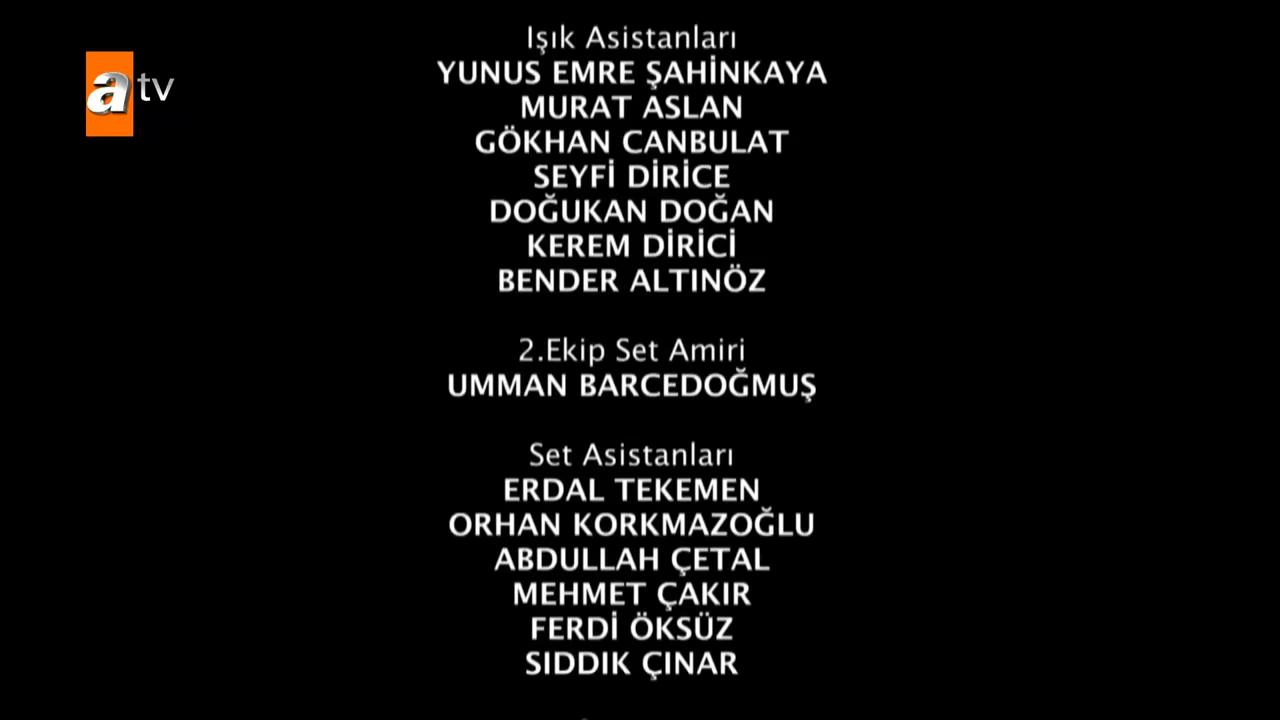 atv
Işık Asistanları
YUNUS EMRE ŞAHİNKAYA
MURAT ASLAN
GÖKHAN CANBULAT
SEYFİ DİRİCE
DOĞUKAN DOĞAN
KEREM DİRİCİ
BENDER ALTINÖZ
2.Ekip Set Amiri
UMMAN BARCEDOĞMUŞ
Set Asistanları
ERDAL TEKEMEN
ORHAN KORKMAZOĞLU
ABDULLAH ÇETAL
MEHMET ÇAKIR
FERDİ ÖKSÜZ
SIDDIK ÇINAR